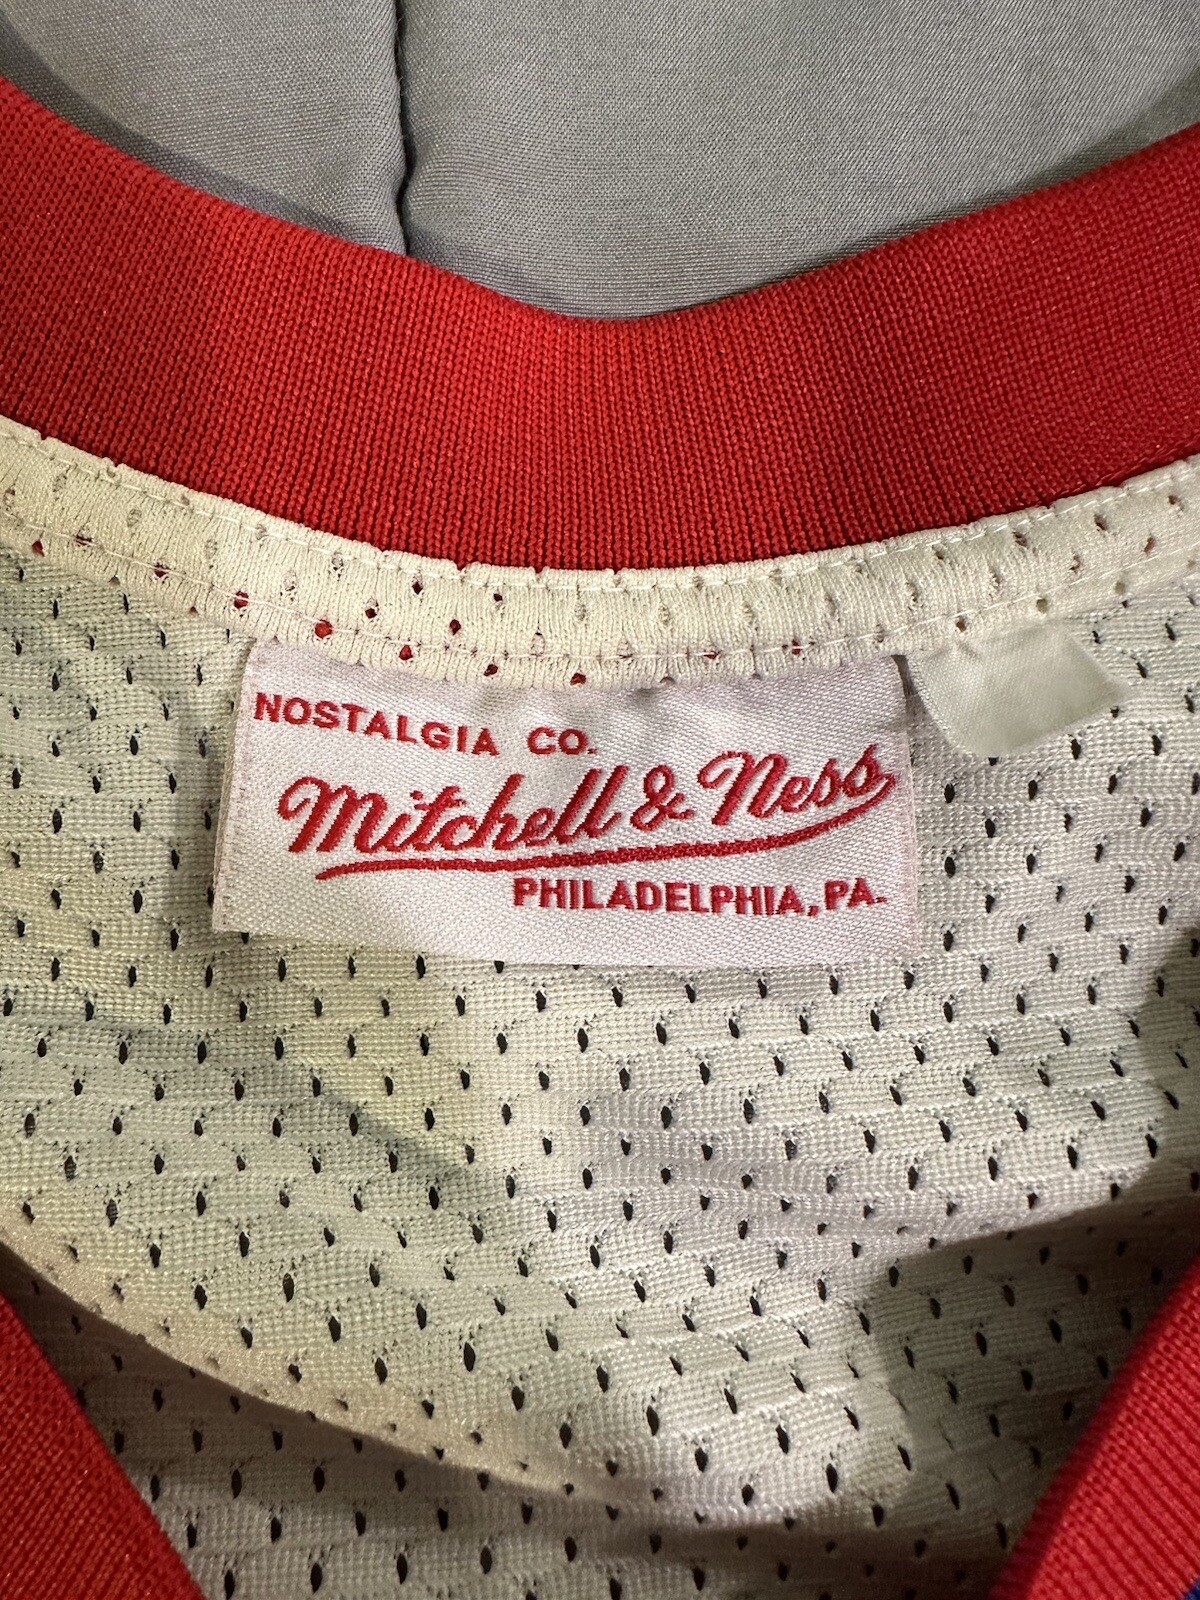 NOSTALGIA CO.
Mitchell & Ness
PHILADELPHIA, PA.